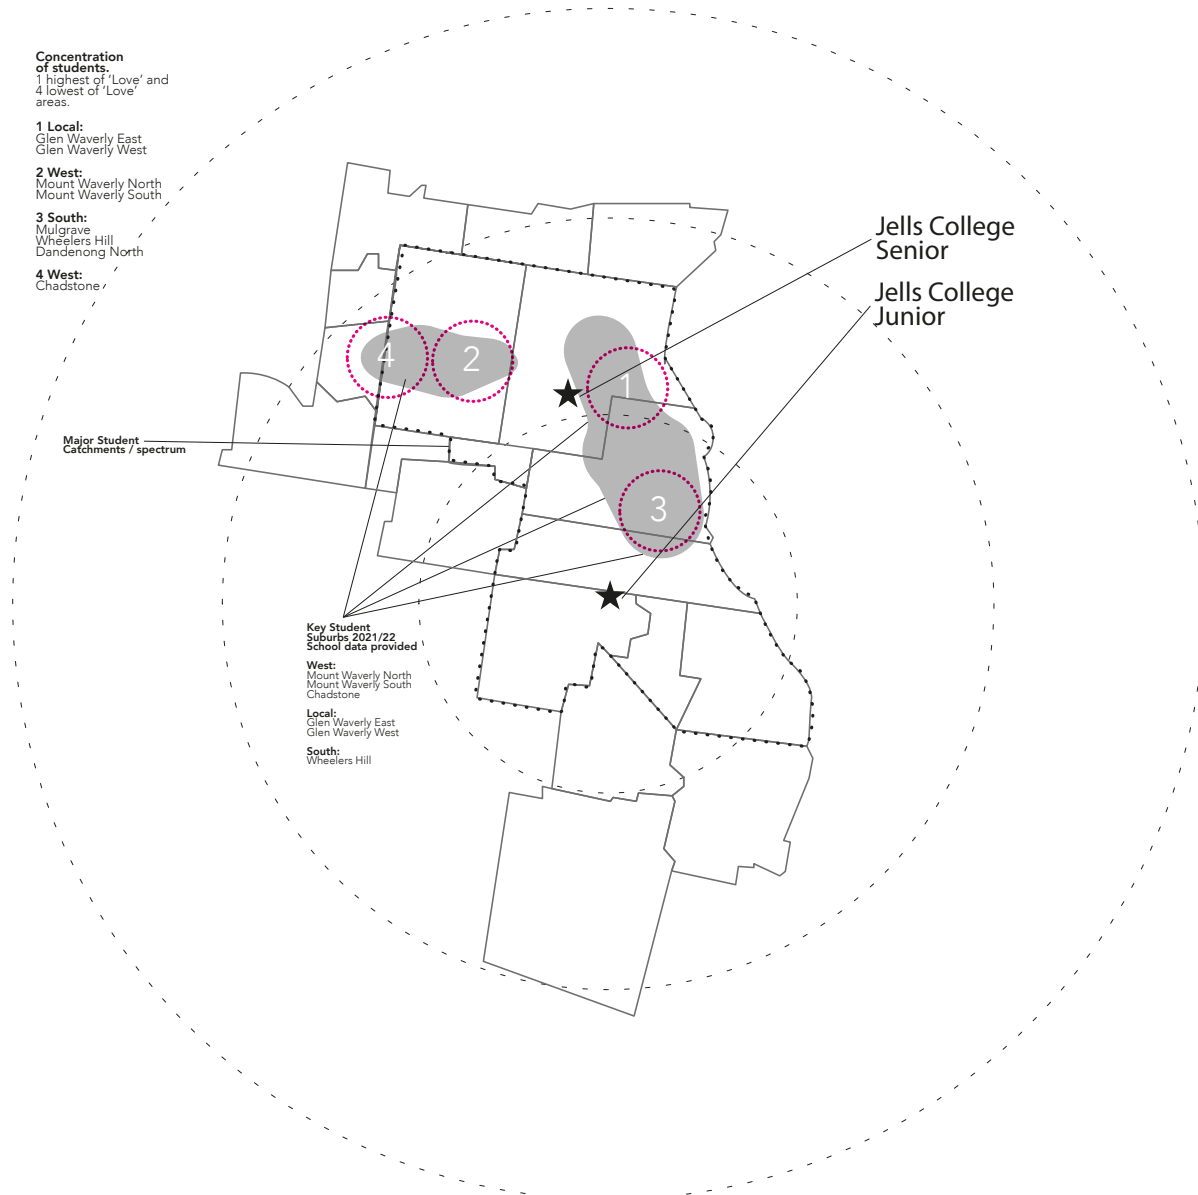 Concentration
of students.
1 highest of ‘Love’ and
4 lowest of ‘Love’
areas.
1 Local:
Glen Waverly East
Glen Waverly West
2 West:
Mount Waverly North
Mount Waverly South
3 South:
Mulgrave
Wheelers Hill
Dandenong North
4 West:
Chadstone
Jells College
Senior
Jells College
Junior
4
2
1
3
Major Student
Catchments / spectrum
Key Student
Suburbs 2021/22
School data provided
West:
Mount Waverly North
Mount Waverly South
Chadstone
Local:
Glen Waverly East
Glen Waverly West
South:
Wheelers Hill